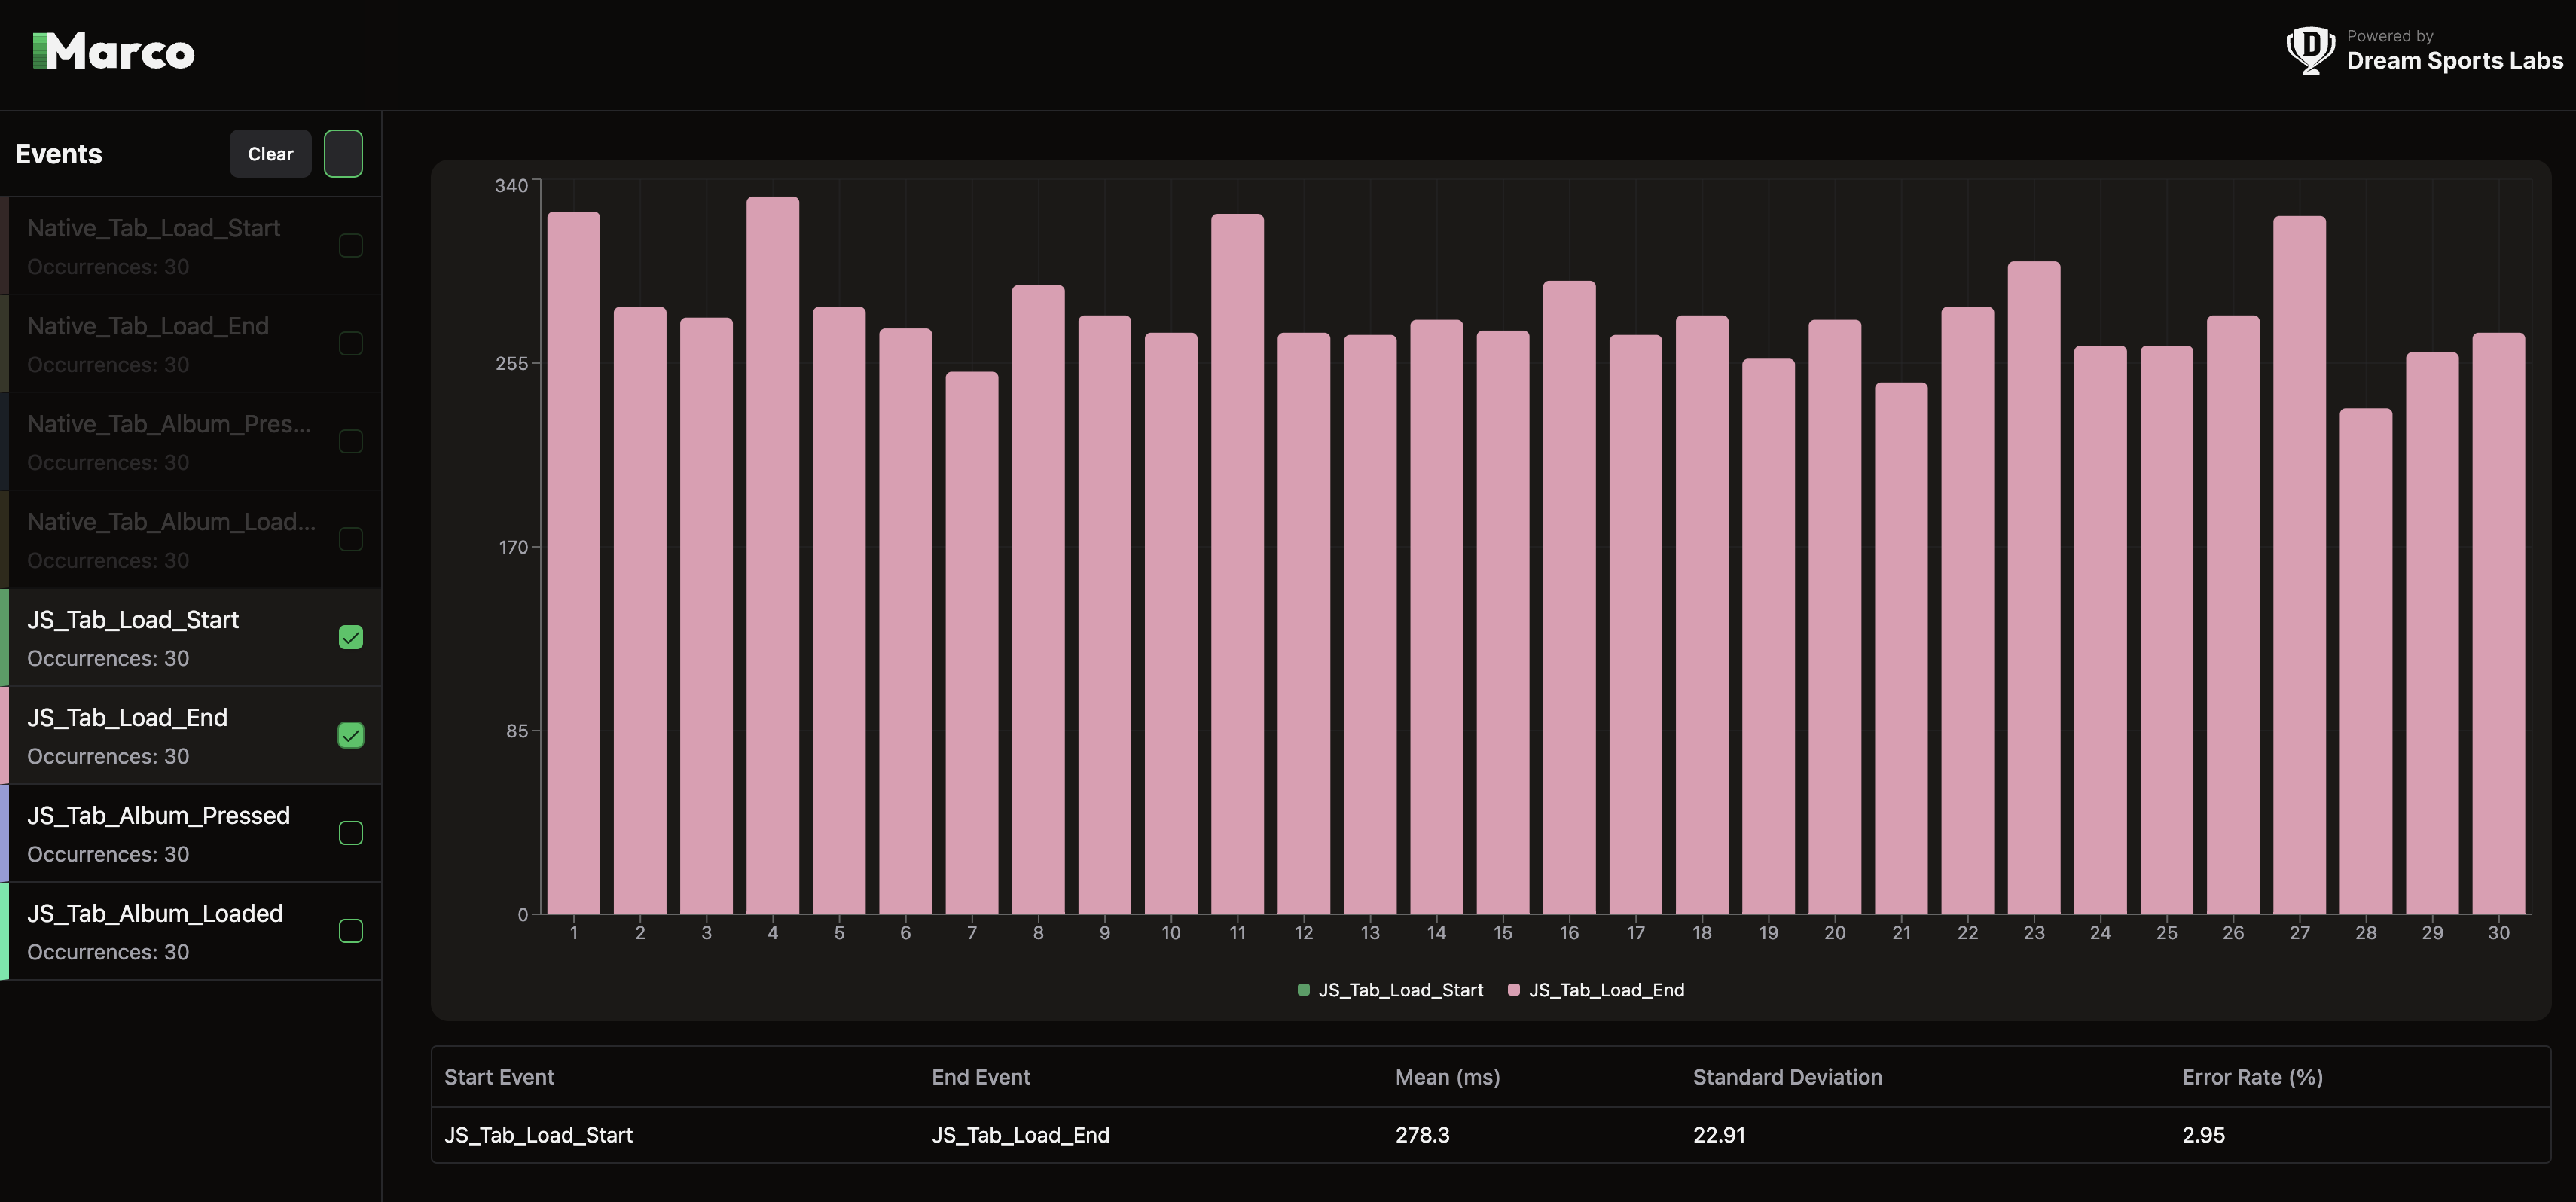 Marco
Powered by
Dream Sports Labs
Events
Clear
Native_Tab_Load_Start
Occurrences: 30
Native_Tab_Load_End
Occurrences: 30
Native_Tab_Album_Pres...
Occurrences: 30
Native_Tab_Album_Load...
Occurrences: 30
JS_Tab_Load_Start
Occurrences: 30
JS_Tab_Load_End
Occurrences: 30
JS_Tab_Album_Pressed
Occurrences: 30
JS_Tab_Album_Loaded
Occurrences: 30
340
255
170
85
0
1 2 3 4 5 6 7 8 9 10 11 12 13 14 15 16 17 18 19 20 21 22 23 24 25 26 27 28 29 30
JS_Tab_Load_Start JS_Tab_Load_End
Start Event End Event Mean (ms) Standard Deviation Error Rate (%)
JS_Tab_Load_Start JS_Tab_Load_End 278.3 22.91 2.95